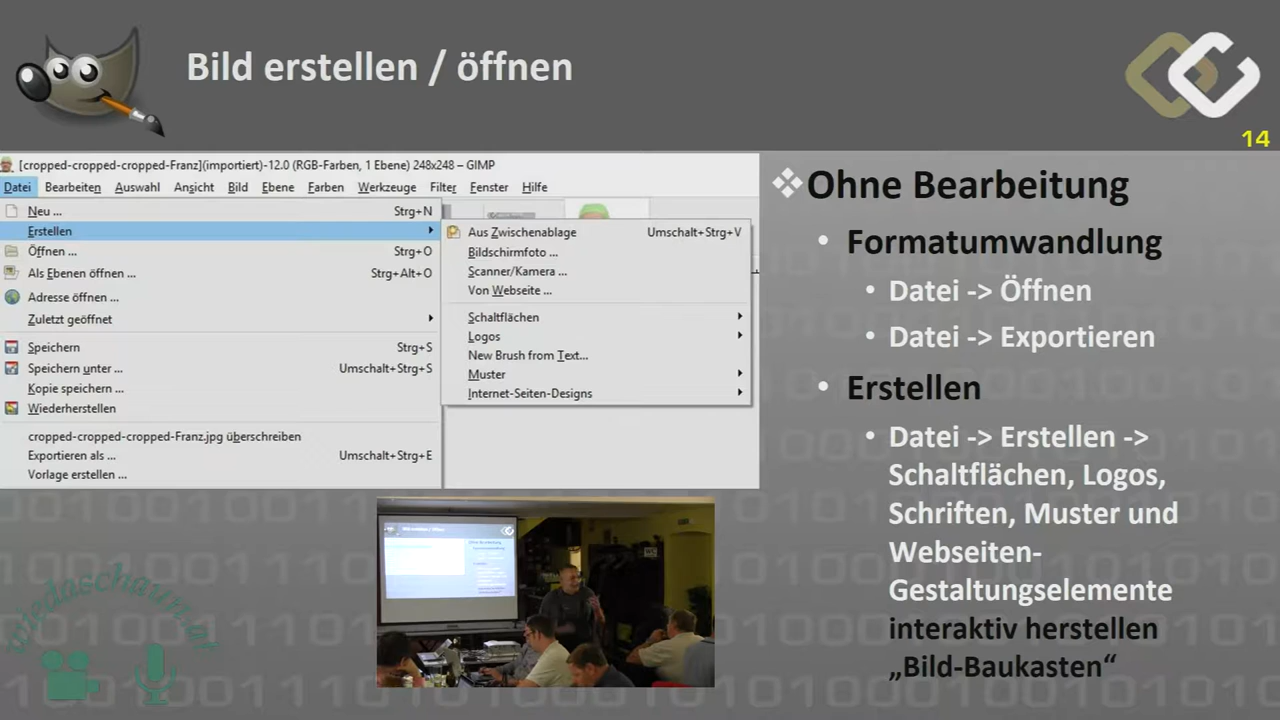 Bild erstellen / öffnen
14
[cropped-cropped-cropped-Franz](importiert)-12.0 (RGB-Farben, 1 Ebene) 248x248 – GIMP
Datei Bearbeiten Auswahl Ansicht Bild Ebene Farben Werkzeuge Filter Fenster Hilfe
Neu ... Strg+N
Erstellen
Öffnen ... Strg+O
Als Ebenen öffnen ... Strg+Alt+O
Adresse öffnen ...
Zuletzt geöffnet
Speichern Strg+S
Speichern unter ... Umschalt+Strg+S
Kopie speichern ...
Wiederherstellen
cropped-cropped-cropped-Franz.jpg überschreiben
Exportieren als ... Umschalt+Strg+E
Vorlage erstellen ...
Aus Zwischenablage Umschalt+Strg+V
Bildschirmfoto ...
Scanner/Kamera ...
Von Webseite ...
Schaltflächen
Logos
New Brush from Text...
Muster
Internet-Seiten-Designs
Ohne Bearbeitung
Formatumwandlung
Datei -> Öffnen
Datei -> Exportieren
Erstellen
Datei -> Erstellen ->
Schaltflächen, Logos,
Schriften, Muster und
Webseiten-
Gestaltungselemente
interaktiv herstellen
„Bild-Baukasten“
Bild erstellen / öffnen
WC
wiedaschaun.at